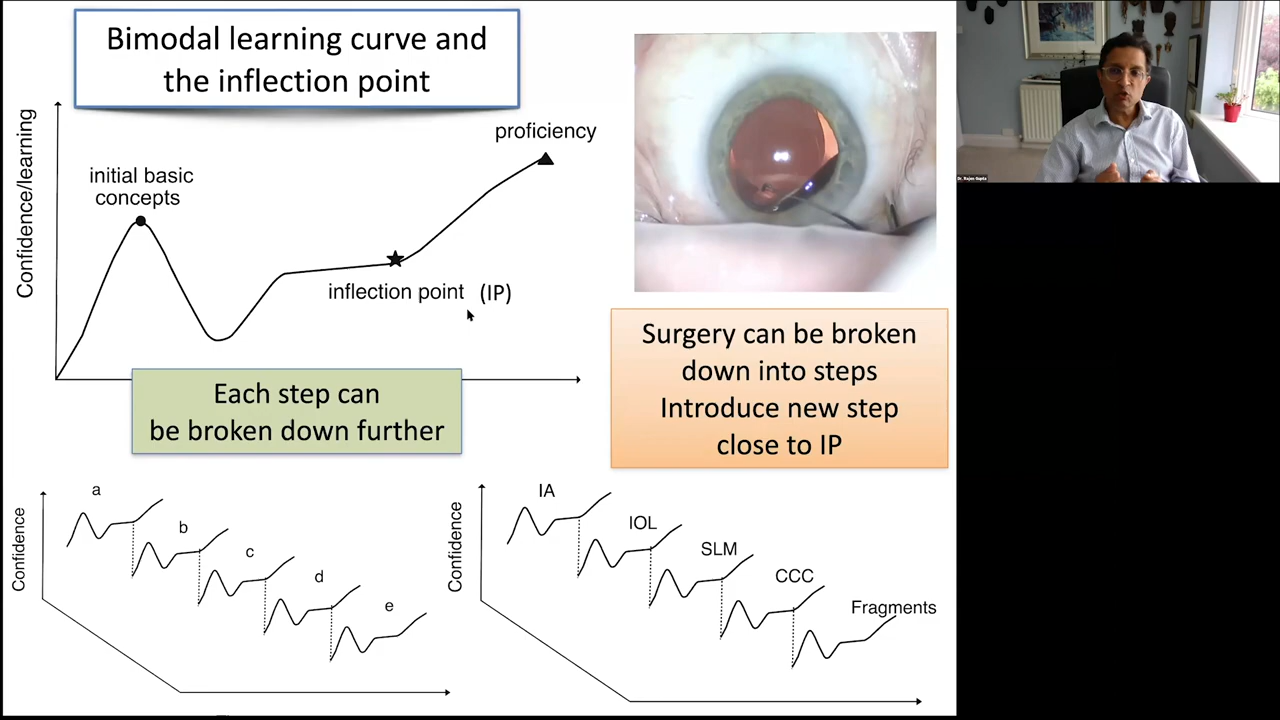 Bimodal learning curve and
the inflection point
Confidence/learning
initial basic
concepts
proficiency
inflection point (IP)
Each step can
be broken down further
Surgery can be broken
down into steps
Introduce new step
close to IP
Confidence
a
b
c
d
e
Confidence
IA
IOL
SLM
CCC
Fragments
Dr. Rajes Gupta